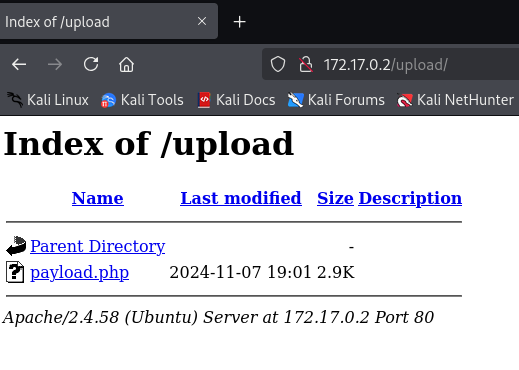 Index of /upload
172.17.0.2/upload/
Kali Linux Kali Tools Kali Docs Kali Forums Kali NetHunter
Index of /upload
Name Last modified Size Description
Parent Directory -
payload.php 2024-11-07 19:01 2.9K
Apache/2.4.58 (Ubuntu) Server at 172.17.0.2 Port 80